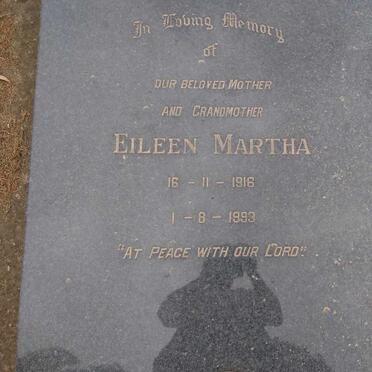 In Loving Memory
of
OUR BELOVED MOTHER
AND GRANDMOTHER
EILEEN MARTHA
16 - 11 - 1916
1 - 8 - 1993
"AT PEACE WITH OUR LORD".